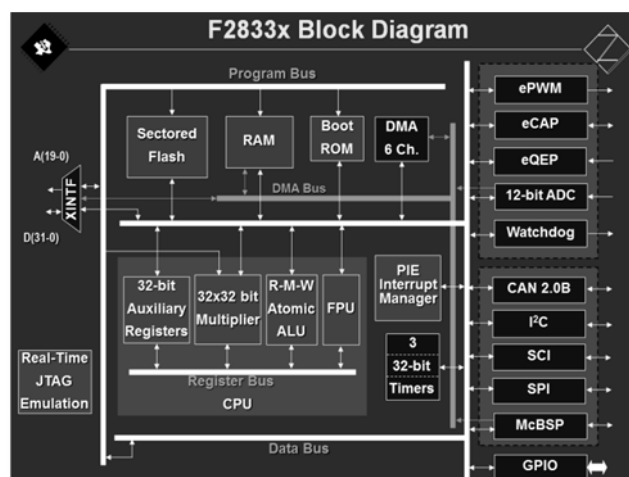 F2833x Block Diagram
Program Bus
Sectored
Flash
RAM
Boot
ROM
DMA
6 Ch.
A(19-0)
XINTF
D(31-0)
DMA Bus
32-bit
Auxiliary
Registers
32x32 bit
Multiplier
R-M-W
Atomic
ALU
FPU
PIE
Interrupt
Manager
3
32-bit
Timers
Register Bus
CPU
Real-Time
JTAG
Emulation
Data Bus
ePWM
eCAP
eQEP
12-bit ADC
Watchdog
CAN 2.0B
I²C
SCI
SPI
McBSP
GPIO